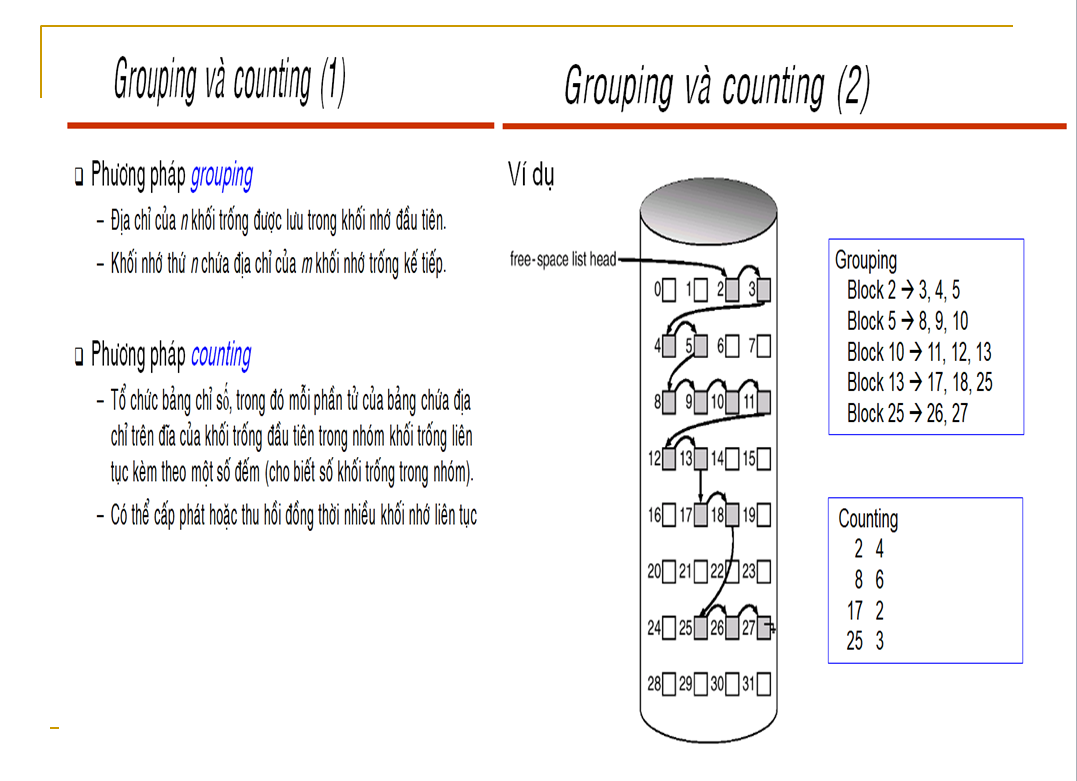 Grouping và counting (1)
❑ Phương pháp grouping
– Địa chỉ của n khối trống được lưu trong khối nhớ đầu tiên.
– Khối nhớ thứ n chứa địa chỉ của m khối nhớ trống kế tiếp.
❑ Phương pháp counting
– Tổ chức bảng chỉ số, trong đó mỗi phần tử của bảng chứa địa
chỉ trên đĩa của khối trống đầu tiên trong nhóm khối trống liên
tục kèm theo một số đếm (cho biết số khối trống trong nhóm).
– Có thể cấp phát hoặc thu hồi đồng thời nhiều khối nhớ liên tục
Grouping và counting (2)
Ví dụ
free-space list head
0 1 2 3
4 5 6 7
8 9 10 11
12 13 14 15
16 17 18 19
20 21 22 23
24 25 26 27
28 29 30 31
Grouping
Block 2 → 3, 4, 5
Block 5 → 8, 9, 10
Block 10 → 11, 12, 13
Block 13 → 17, 18, 25
Block 25 → 26, 27
Counting
2 4
8 6
17 2
25 3